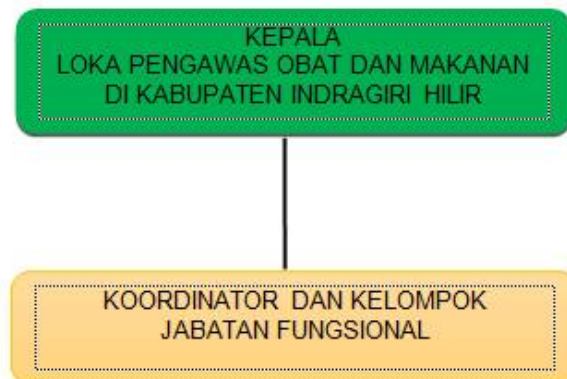 KEPALA
LOKA PENGAWAS OBAT DAN MAKANAN
DI KABUPATEN INDRAGIRI HILIR
KOORDINATOR DAN KELOMPOK
JABATAN FUNGSIONAL